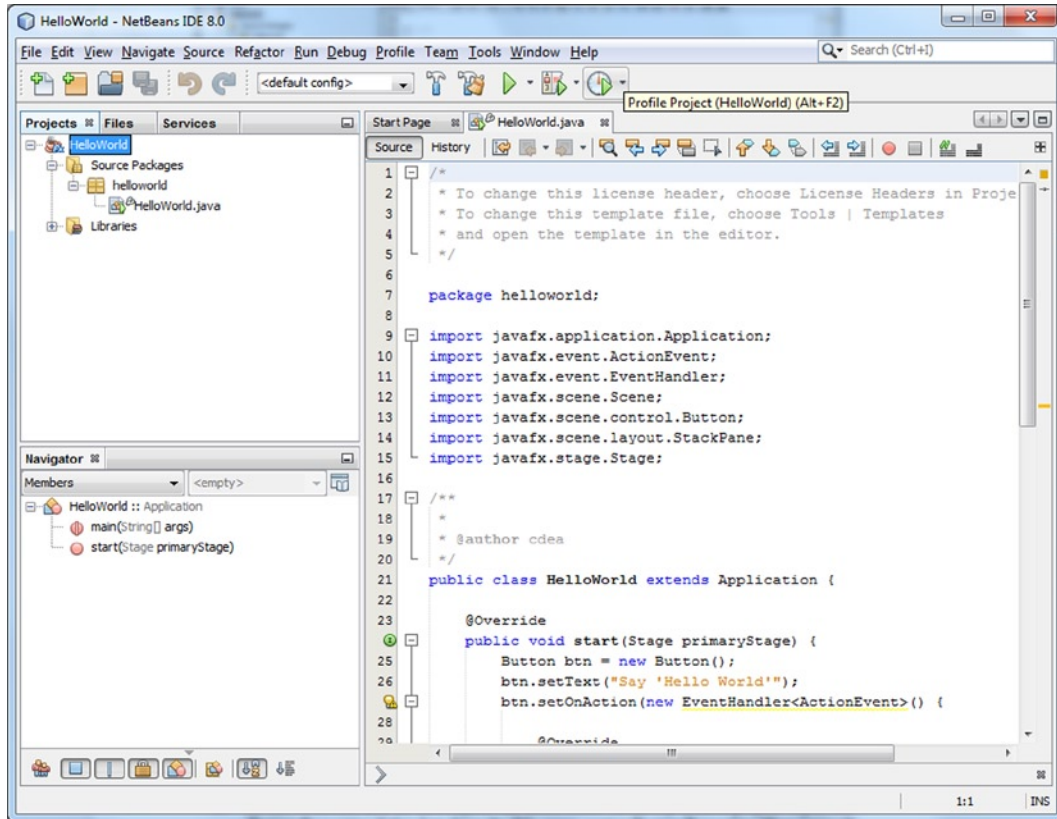 HelloWorld - NetBeans IDE 8.0
File Edit View Navigate Source Refactor Run Debug Profile Team Tools Window Help
Search (Ctrl+I)
<default config>
Profile Project (HelloWorld) (Alt+F2)
Projects Files Services
HelloWorld
Source Packages
helloworld
HelloWorld.java
Libraries
Navigator
Members <empty>
HelloWorld :: Application
main(String[] args)
start(Stage primaryStage)
Start Page HelloWorld.java
Source History
1 /*
2 * To change this license header, choose License Headers in Proje
3 * To change this template file, choose Tools | Templates
4 * and open the template in the editor.
5 */
6
7 package helloworld;
8
9 import javafx.application.Application;
10 import javafx.event.ActionEvent;
11 import javafx.event.EventHandler;
12 import javafx.scene.Scene;
13 import javafx.scene.control.Button;
14 import javafx.scene.layout.StackPane;
15 import javafx.stage.Stage;
16
17 /**
18 *
19 * @author cdea
20 */
21 public class HelloWorld extends Application {
22
23 @Override
public void start(Stage primaryStage) {
25 Button btn = new Button();
26 btn.setText("Say 'Hello World'");
btn.setOnAction(new EventHandler<ActionEvent>() {
28
29 @Override
1:1 INS